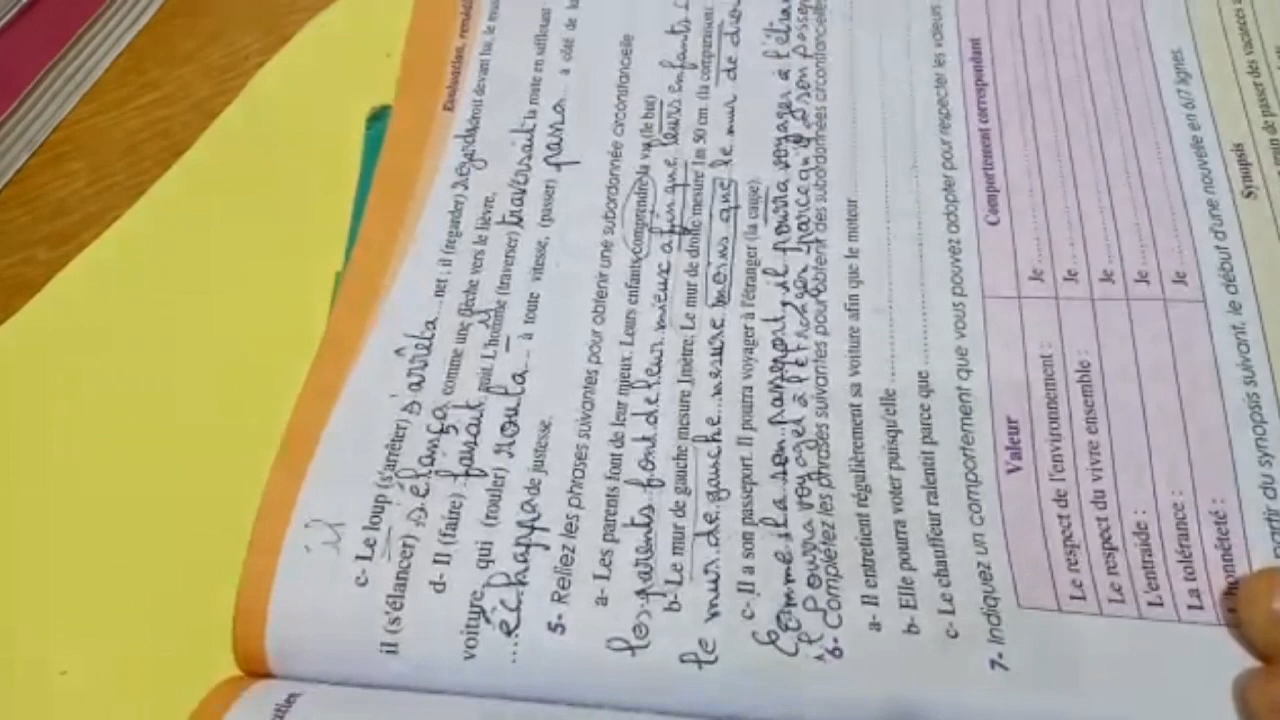 Evaluation,
il
c- Le loup (s'arrêter) s'arrêta net ; il (regarder) regarda droit devant lui, le
il (s'élancer) s'élança comme une flèche vers le lièvre.
d- Il (faire) faisait nuit. L'homme (traverser) traversait la route en sifflotant
voiture, qui (rouler) roula à toute vitesse, (passer) passa à côté de
échappa de justesse.
5- Reliez les phrases suivantes pour obtenir une subordonnée circonstancielle
a- Les parents font de leur mieux. Leurs enfants comprendre la vie (le but)
les parents font de leur mieux afin que leurs enfants
b- Le mur de gauche mesure 1mètre; Le mur de droite mesure 1m 50 cm. (la comparaison)
le mur de gauche mesure moins que le mur de
c- Il a son passeport. Il pourra voyager à l'étranger (la cause).
Comme il a son passeport, il pourra voyager à
il Pourra voyager à parce qu' son
6- Complétez les phrases suivantes pour obtenir des subordonnées circonstancielles
a- Il entretient régulièrement sa voiture afin que le moteur
b- Elle pourra voter puisqu'elle
c- Le chauffeur ralentit parce que
7- Indiquez un comportement que vous pouvez adopter pour respecter les valeurs
Valeur Comportement correspondant
Le respect de l'environnement : Je
Le respect du vivre ensemble : Je
L'entraide : Je
La tolérance : Je
honnêteté : Je
partir du synopsis suivant, le début d'une nouvelle en 6/7 lignes.
Synopsis
de passer des vacances